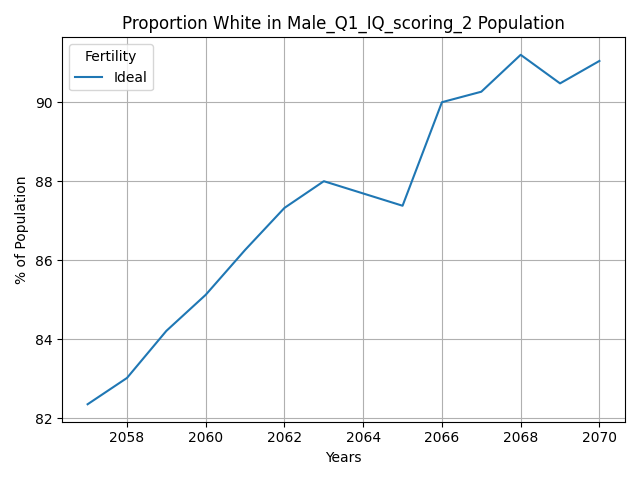 Proportion White in Male_Q1_IQ_scoring_2 Population
Fertility
Ideal
% of Population
90
88
86
84
82
2058 2060 2062 2064 2066 2068 2070
Years